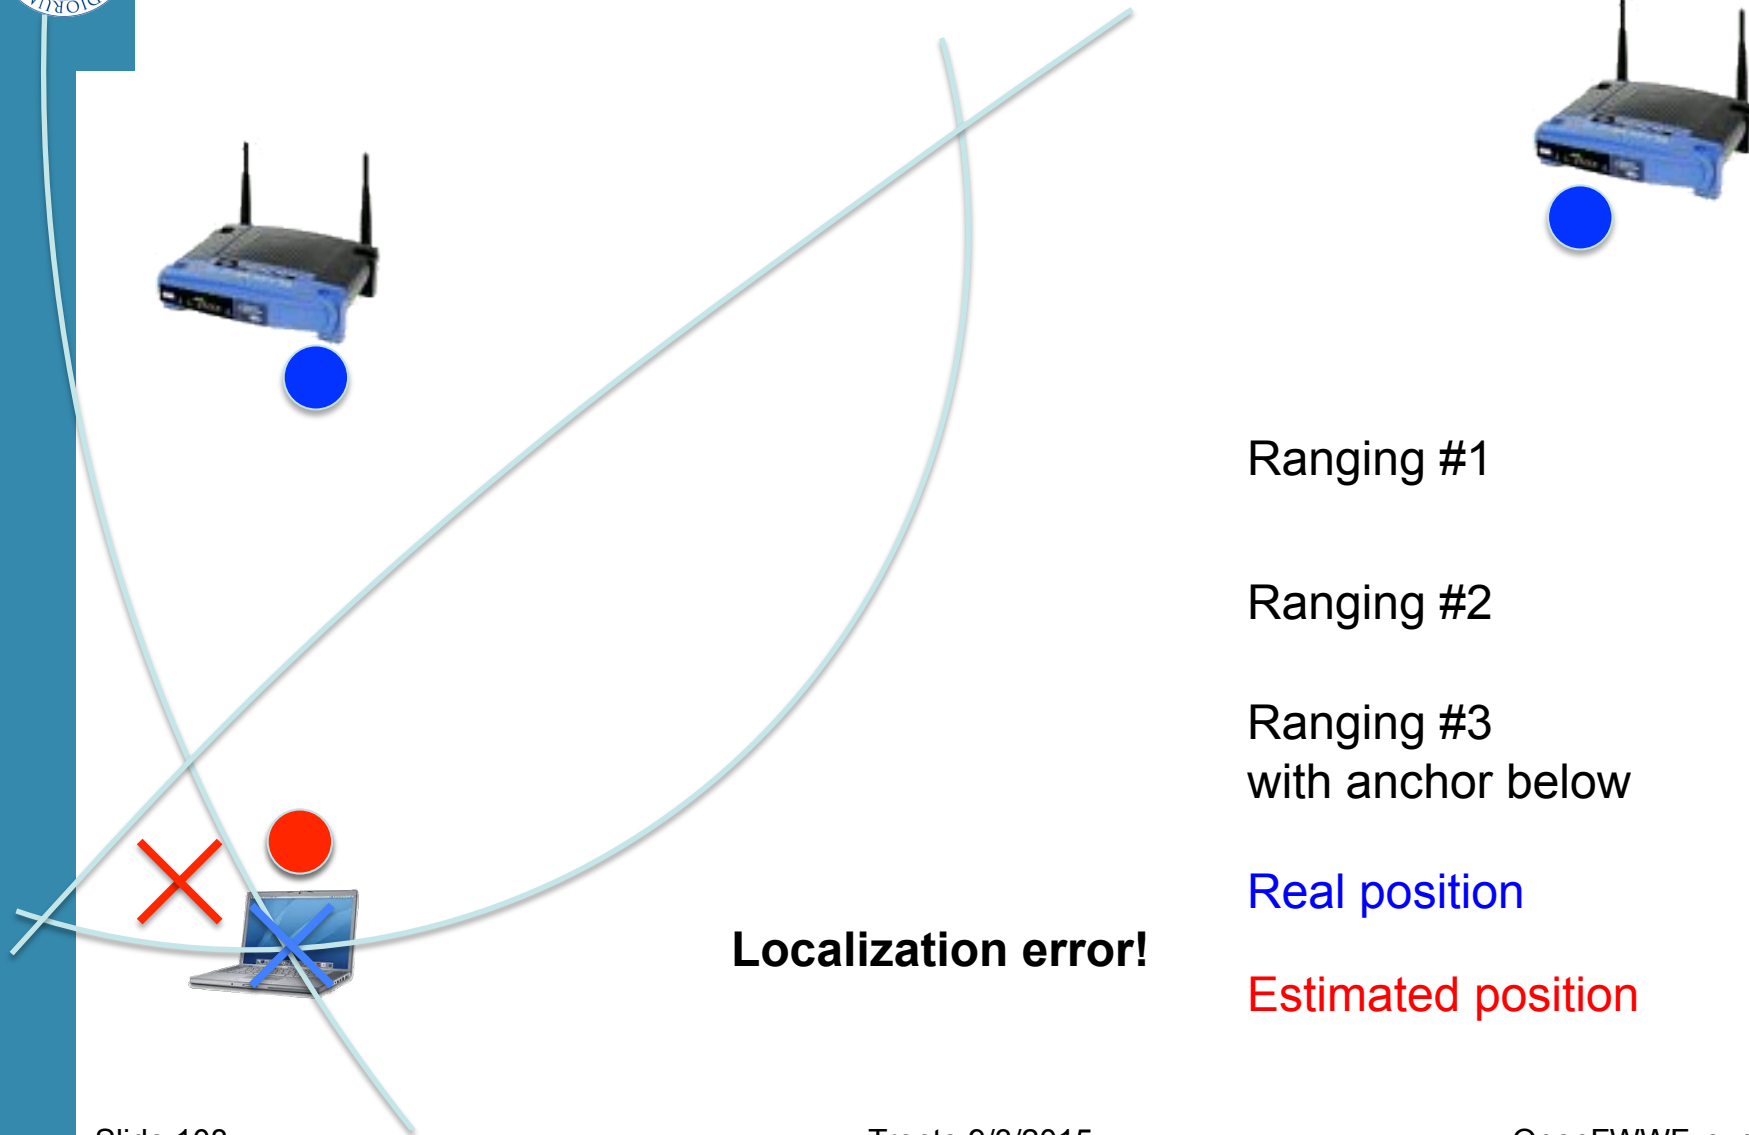 Ranging #1
Ranging #2
Ranging #3
with anchor below
Real position
Localization error!
Estimated position